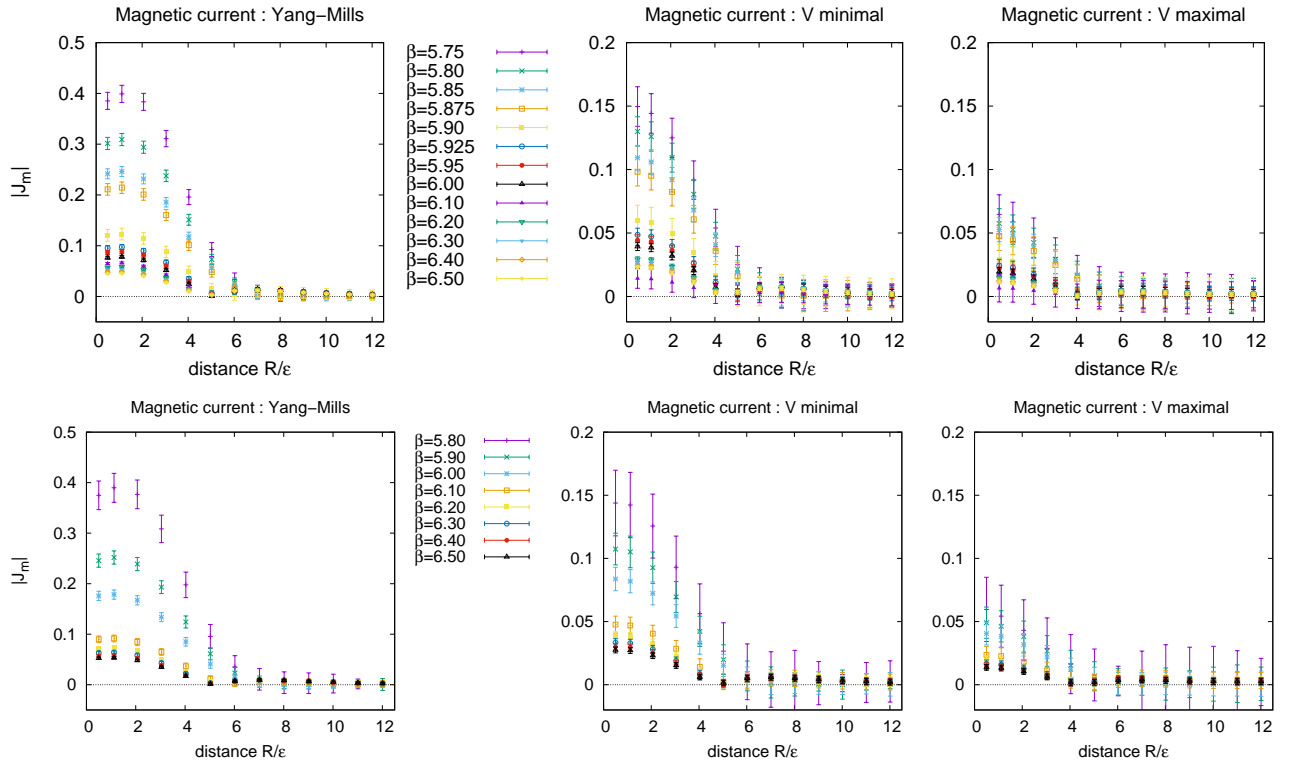 Magnetic current : Yang−Mills
|J_m|
0.5
0.4
0.3
0.2
0.1
0
0 2 4 6 8 10 12
distance R/ε
β=5.75
β=5.80
β=5.85
β=5.875
β=5.90
β=5.925
β=5.95
β=6.00
β=6.10
β=6.20
β=6.30
β=6.40
β=6.50
Magnetic current : V minimal
0.2
0.15
0.1
0.05
0
0 2 4 6 8 10 12
distance R/ε
Magnetic current : V maximal
0.2
0.15
0.1
0.05
0
0 2 4 6 8 10 12
distance R/ε
Magnetic current : Yang−Mills
|J_m|
0.5
0.4
0.3
0.2
0.1
0
0 2 4 6 8 10 12
distance R/ε
β=5.80
β=5.90
β=6.00
β=6.10
β=6.20
β=6.30
β=6.40
β=6.50
Magnetic current : V minimal
0.2
0.15
0.1
0.05
0
0 2 4 6 8 10 12
distance R/ε
Magnetic current : V maximal
0.2
0.15
0.1
0.05
0
0 2 4 6 8 10 12
distance R/ε